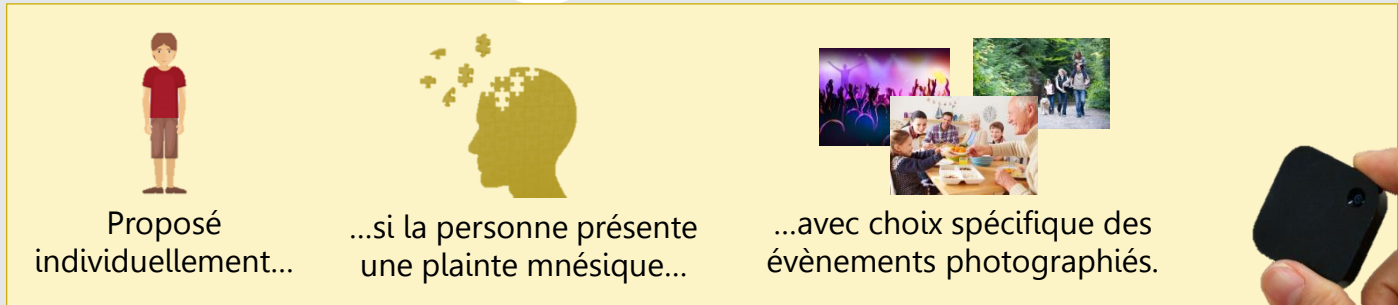 Proposé
individuellement...
...si la personne présente
une plainte mnésique...
...avec choix spécifique des
évènements photographiés.